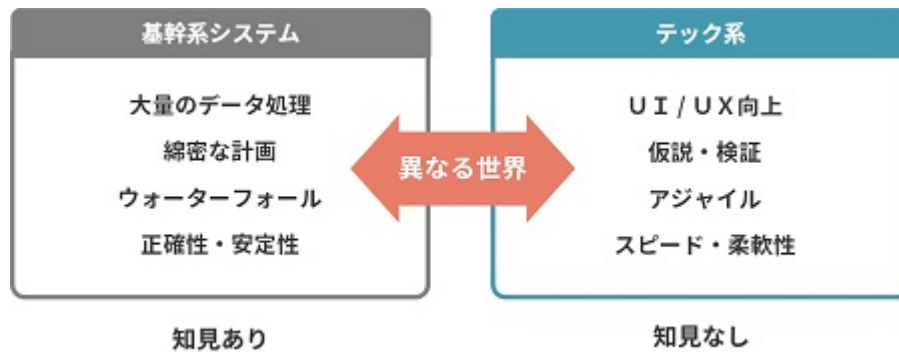 基幹系システム
大量のデータ処理
綿密な計画
ウォーターフォール
正確性・安定性
知見あり
異なる世界
テック系
ＵＩ/ＵＸ向上
仮説・検証
アジャイル
スピード・柔軟性
知見なし